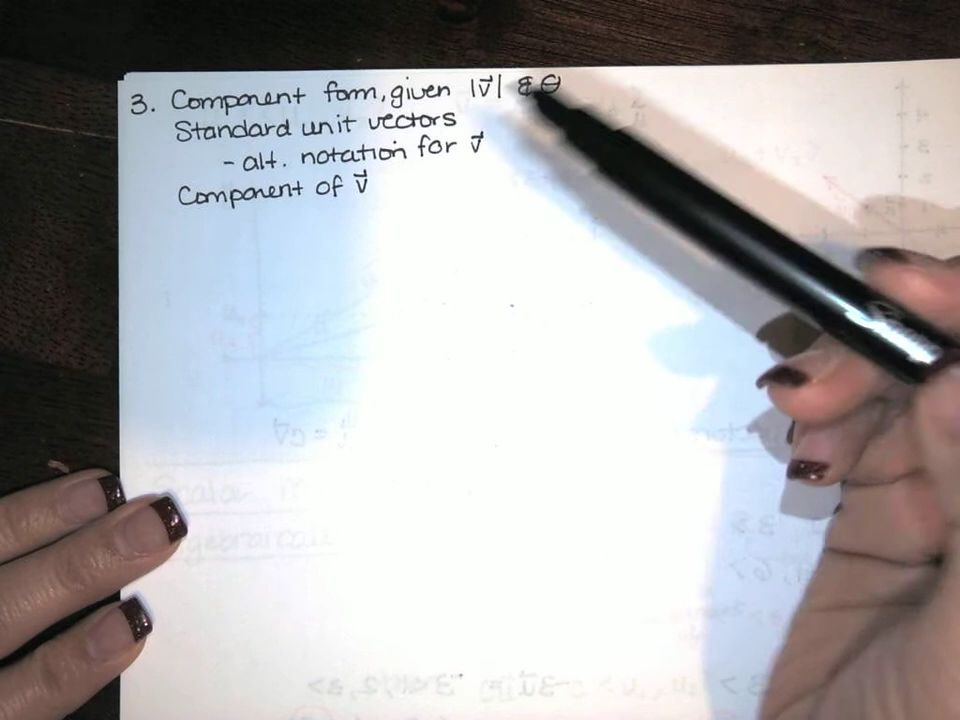 3. Component form, given |v⃗| & θ
Standard unit vectors
- alt. notation for v⃗
Component of v⃗